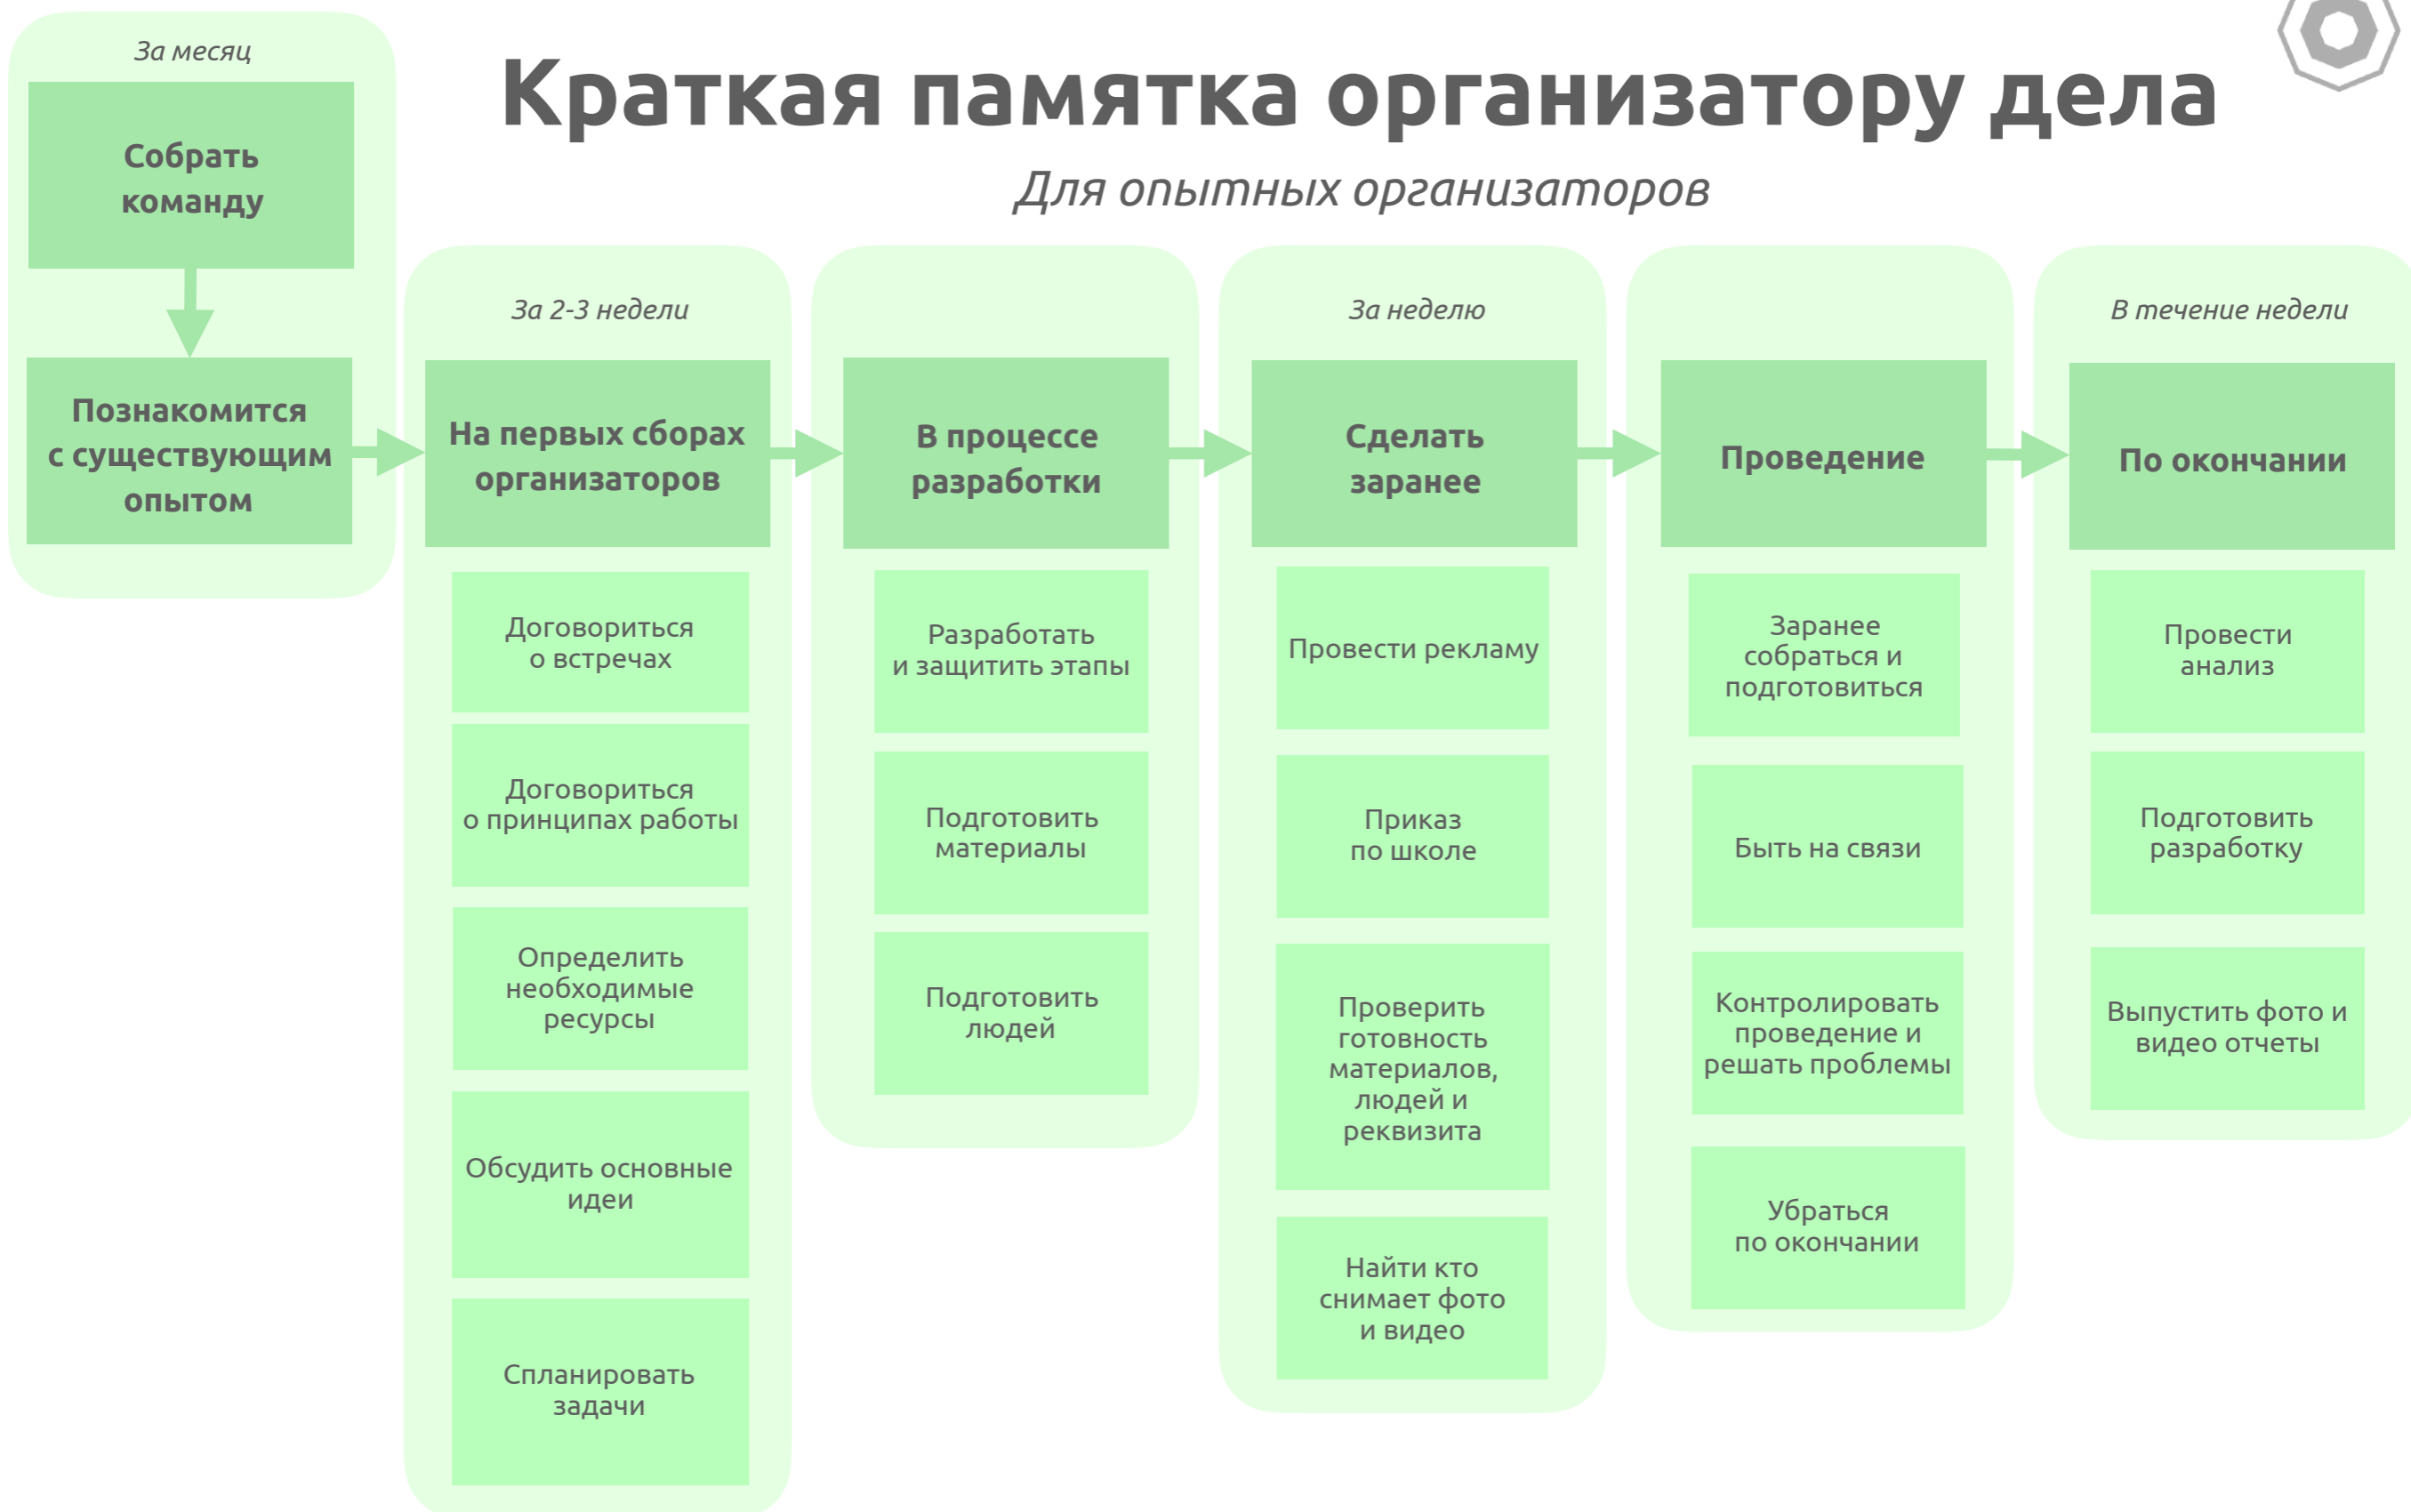 За месяц
Краткая памятка организатору дела
Для опытных организаторов
Собрать
команду
Познакомится
с существующим
опытом
За 2-3 недели
На первых сборах
организаторов
Договориться
о встречах
Договориться
о принципах работы
Определить
необходимые
ресурсы
Обсудить основные
идеи
Спланировать
задачи
В процессе
разработки
Разработать
и защитить этапы
Подготовить
материалы
Подготовить
людей
За неделю
Сделать
заранее
Провести рекламу
Приказ
по школе
Проверить
готовность
материалов,
людей и
реквизита
Найти кто
снимает фото
и видео
Проведение
Заранее
собраться и
подготовиться
Быть на связи
Контролировать
проведение и
решать проблемы
Убраться
по окончании
В течение недели
По окончании
Провести
анализ
Подготовить
разработку
Выпустить фото и
видео отчеты